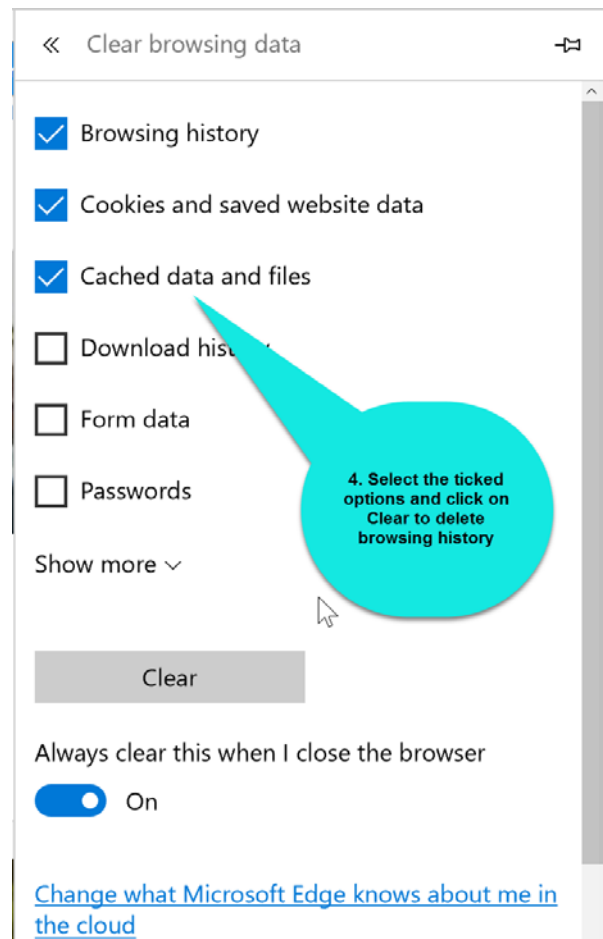 Clear browsing data
Browsing history
Cookies and saved website data
Cached data and files
Download history
Form data
Passwords
4. Select the ticked
options and click on
Clear to delete
browsing history
Show more
Clear
Always clear this when I close the browser
On
Change what Microsoft Edge knows about me in
the cloud